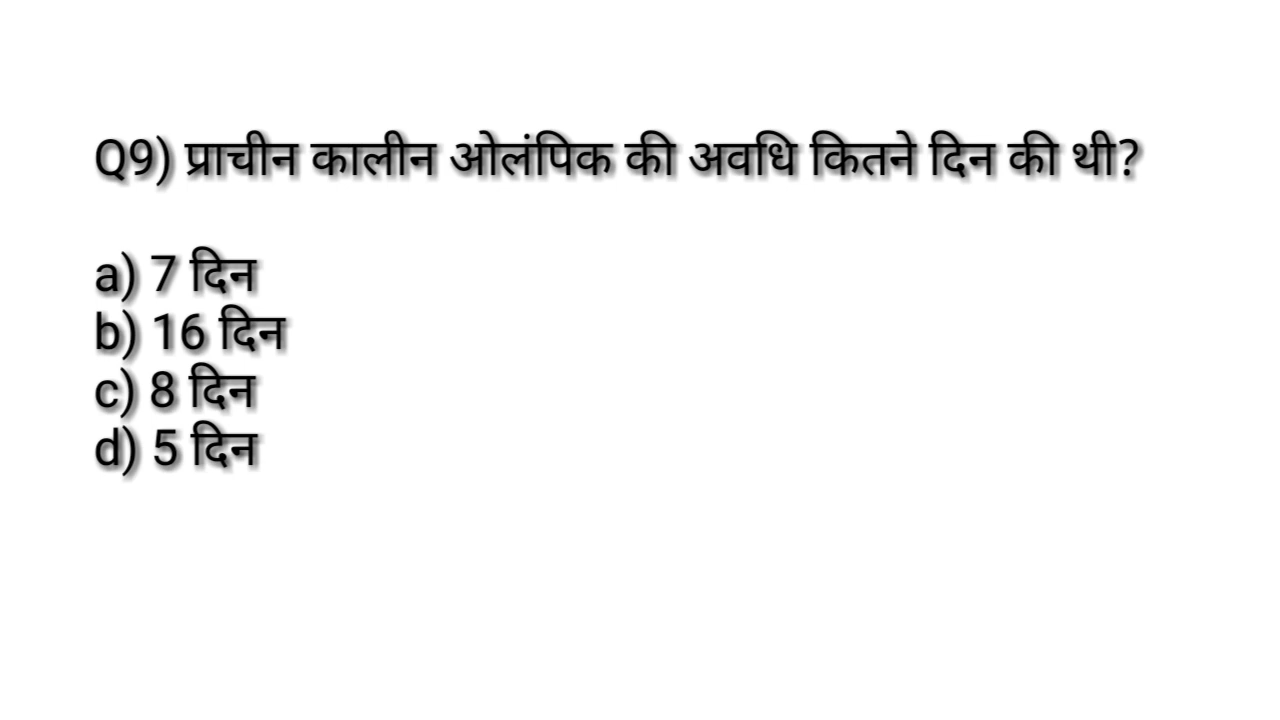 Q9) प्राचीन कालीन ओलंपिक की अवधि कितने दिन की थी?
a) 7 दिन
b) 16 दिन
c) 8 दिन
d) 5 दिन